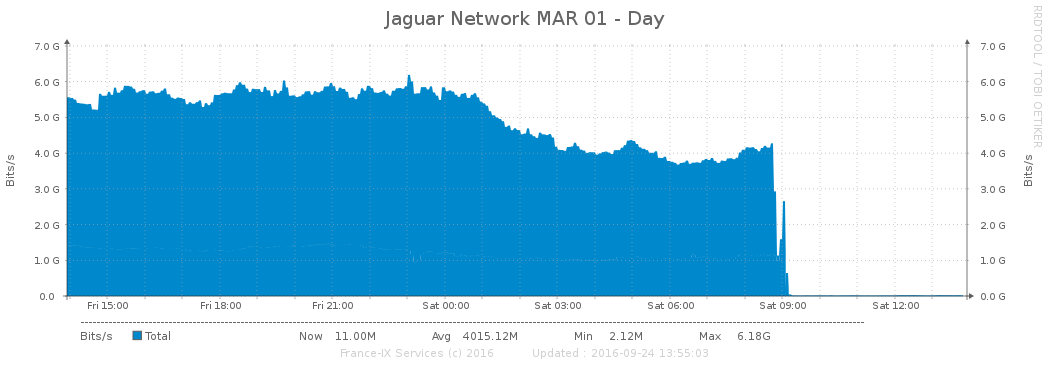 Jaguar Network MAR 01 - Day
RRDTOOL / TOBI OETIKER
Bits/s
7.0 G
6.0 G
5.0 G
4.0 G
3.0 G
2.0 G
1.0 G
0.0
7.0 G
6.0 G
5.0 G
4.0 G
3.0 G
2.0 G
1.0 G
0.0 G
Bits/s
Fri 15:00 Fri 18:00 Fri 21:00 Sat 00:00 Sat 03:00 Sat 06:00 Sat 09:00 Sat 12:00
Bits/s Total Now 11.00M Avg 4015.12M Min 2.12M Max 6.18G
France-IX Services (c) 2016 Updated : 2016-09-24 13:55:03